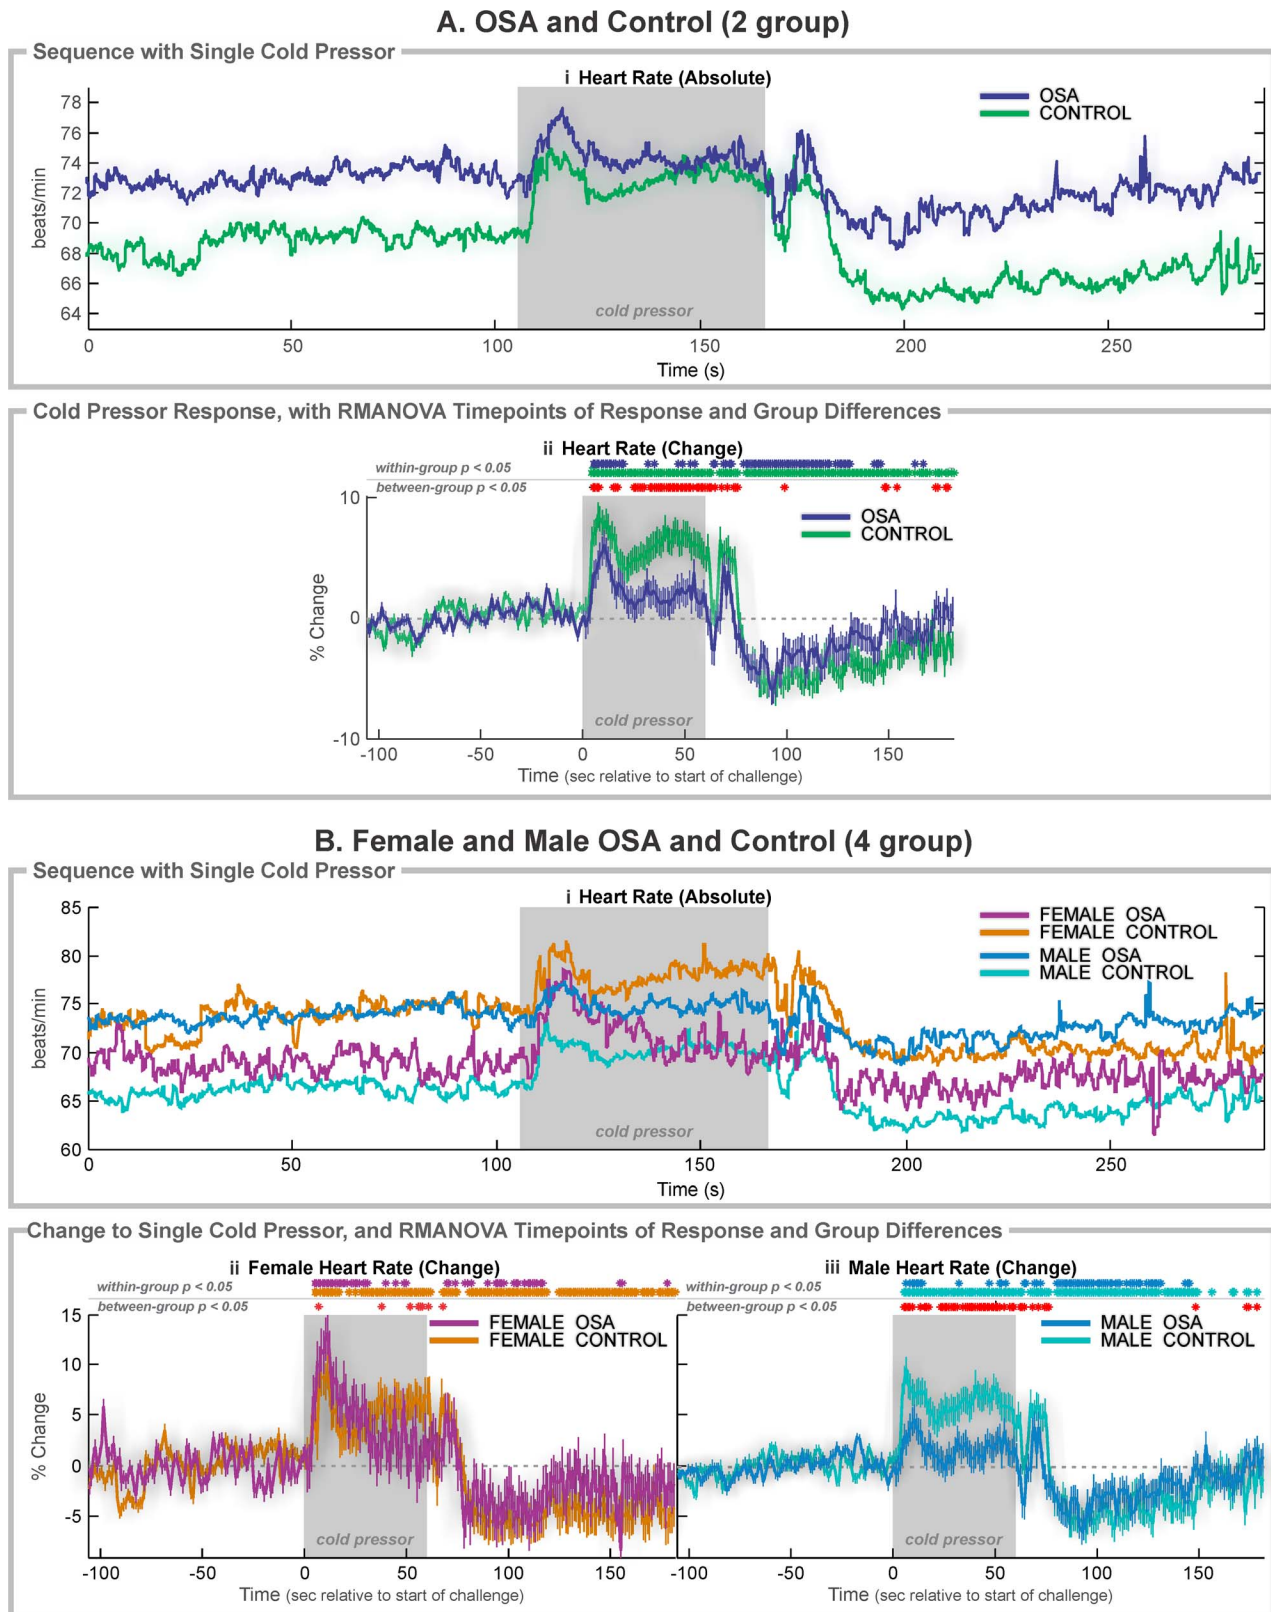 A. OSA and Control (2 group)
Sequence with Single Cold Pressor
i Heart Rate (Absolute)
OSA
CONTROL
78
76
74
72
70
68
66
64
beats/min
cold pressor
0 50 100 150 200 250
Time (s)
Cold Pressor Response, with RMANOVA Timepoints of Response and Group Differences
ii Heart Rate (Change)
within-group p < 0.05
between-group p < 0.05
OSA
CONTROL
10
0
-10
% Change
cold pressor
-100 -50 0 50 100 150
Time (sec relative to start of challenge)
B. Female and Male OSA and Control (4 group)
Sequence with Single Cold Pressor
i Heart Rate (Absolute)
FEMALE OSA
FEMALE CONTROL
MALE OSA
MALE CONTROL
85
80
75
70
65
60
beats/min
cold pressor
0 50 100 150 200 250
Time (s)
Change to Single Cold Pressor, and RMANOVA Timepoints of Response and Group Differences
ii Female Heart Rate (Change)
within-group p < 0.05
between-group p < 0.05
FEMALE OSA
FEMALE CONTROL
15
10
5
0
-5
% Change
cold pressor
-100 -50 0 50 100 150
Time (sec relative to start of challenge)
iii Male Heart Rate (Change)
within-group p < 0.05
between-group p < 0.05
MALE OSA
MALE CONTROL
cold pressor
-100 -50 0 50 100 150
Time (sec relative to start of challenge)